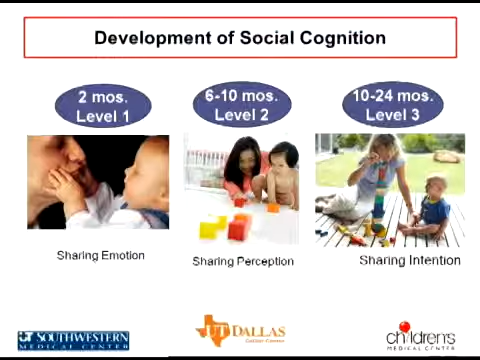 Development of Social Cognition
2 mos.
Level 1
6-10 mos.
Level 2
10-24 mos.
Level 3
Sharing Emotion
Sharing Perception
Sharing Intention
UT SOUTHWESTERN
MEDICAL CENTER
UT DALLAS
Callier Center
children's
MEDICAL CENTER